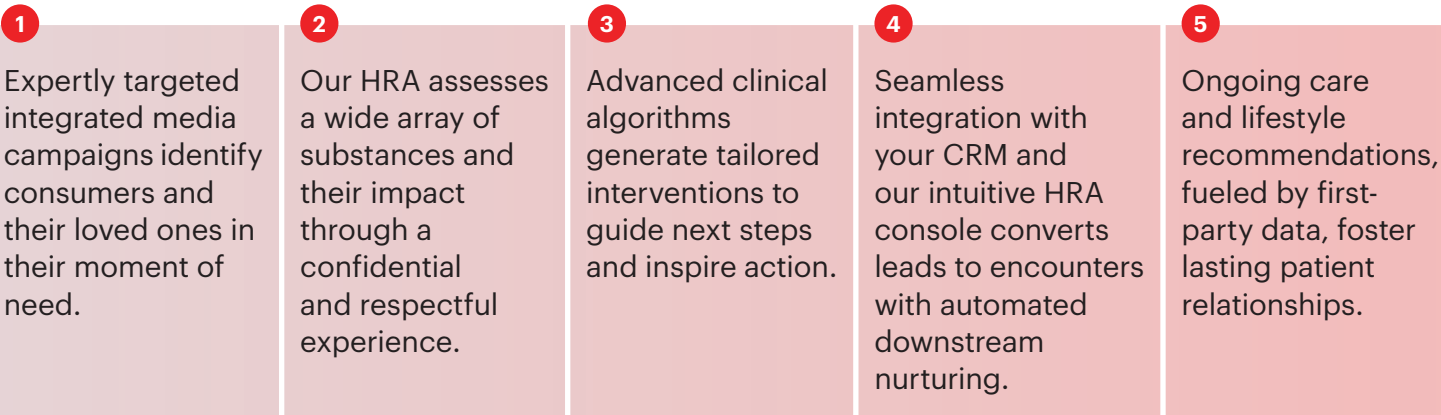 1
Expertly targeted
integrated media
campaigns identify
consumers and
their loved ones in
their moment of
need.
2
Our HRA assesses
a wide array of
substances and
their impact
through a
confidential
and respectful
experience.
3
Advanced clinical
algorithms
generate tailored
interventions to
guide next steps
and inspire action.
4
Seamless
integration with
your CRM and
our intuitive HRA
console converts
leads to encounters
with automated
downstream
nurturing.
5
Ongoing care
and lifestyle
recommendations,
fueled by first-
party data, foster
lasting patient
relationships.